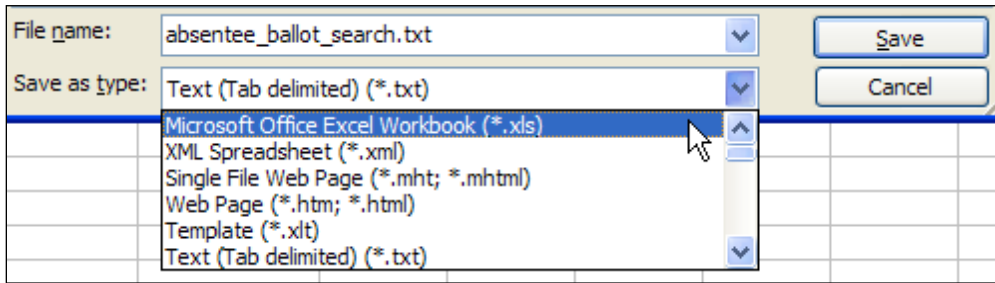 File name: absentee_ballot_search.txt Save
Save as type: Text (Tab delimited) (*.txt) Cancel
Microsoft Office Excel Workbook (*.xls)
XML Spreadsheet (*.xml)
Single File Web Page (*.mht; *.mhtml)
Web Page (*.htm; *.html)
Template (*.xlt)
Text (Tab delimited) (*.txt)